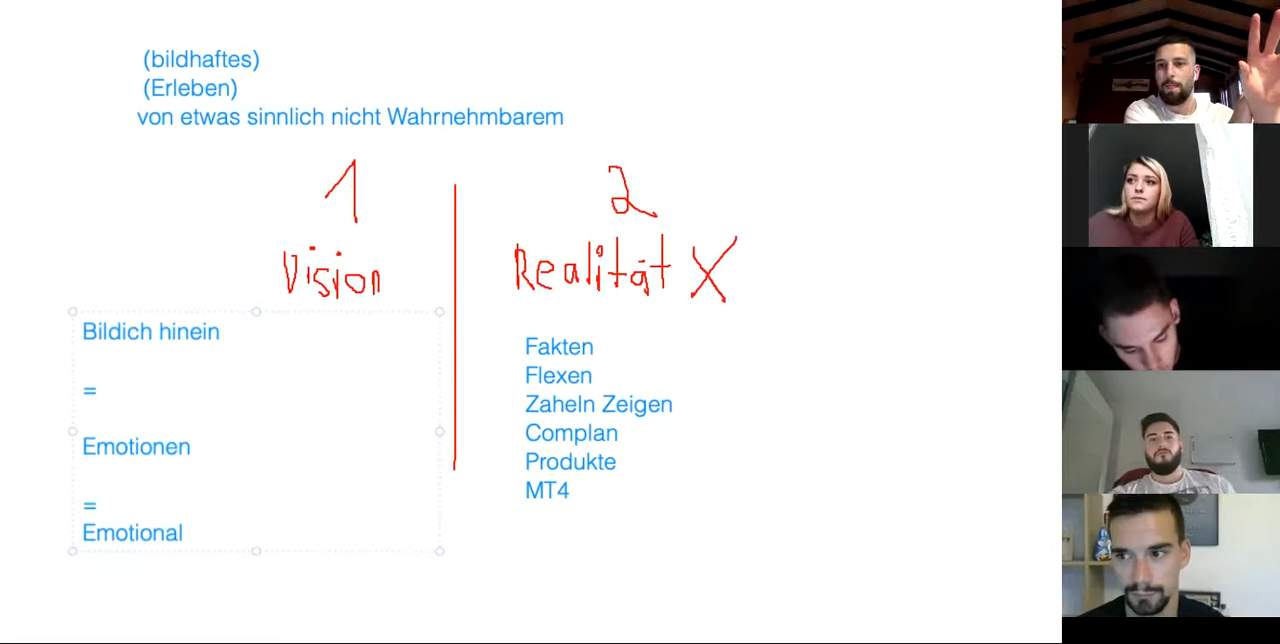 (bildhaftes)
(Erleben)
von etwas sinnlich nicht Wahrnehmbarem
1
2
Vision
Realität X
Bildich hinein
=
Emotionen
=
Emotional
Fakten
Flexen
Zaheln Zeigen
Complan
Produkte
MT4